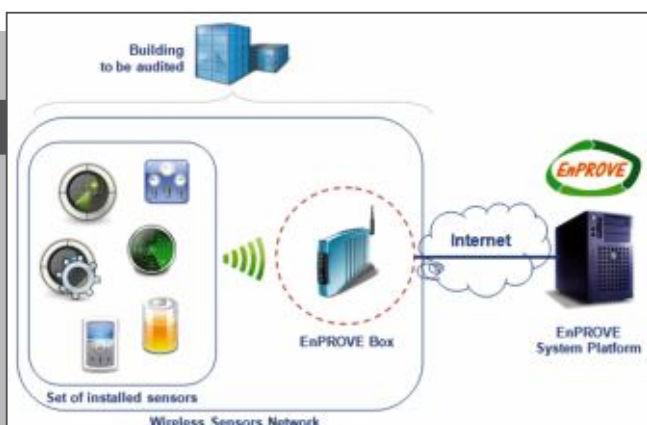 Building
to be audited
EnPROVE
Internet
EnPROVE Box
EnPROVE
System Platform
Set of installed sensors
Wireless Sensors Network